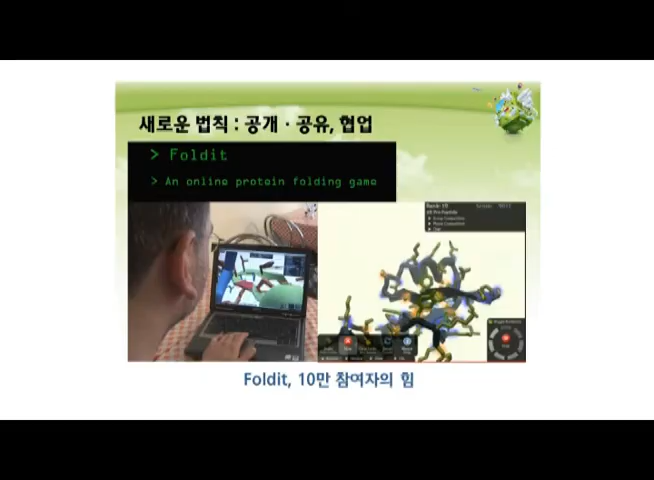 새로운 법칙 : 공개 · 공유, 협업
> Foldit
> An online protein folding game
Foldit, 10만 참여자의 힘